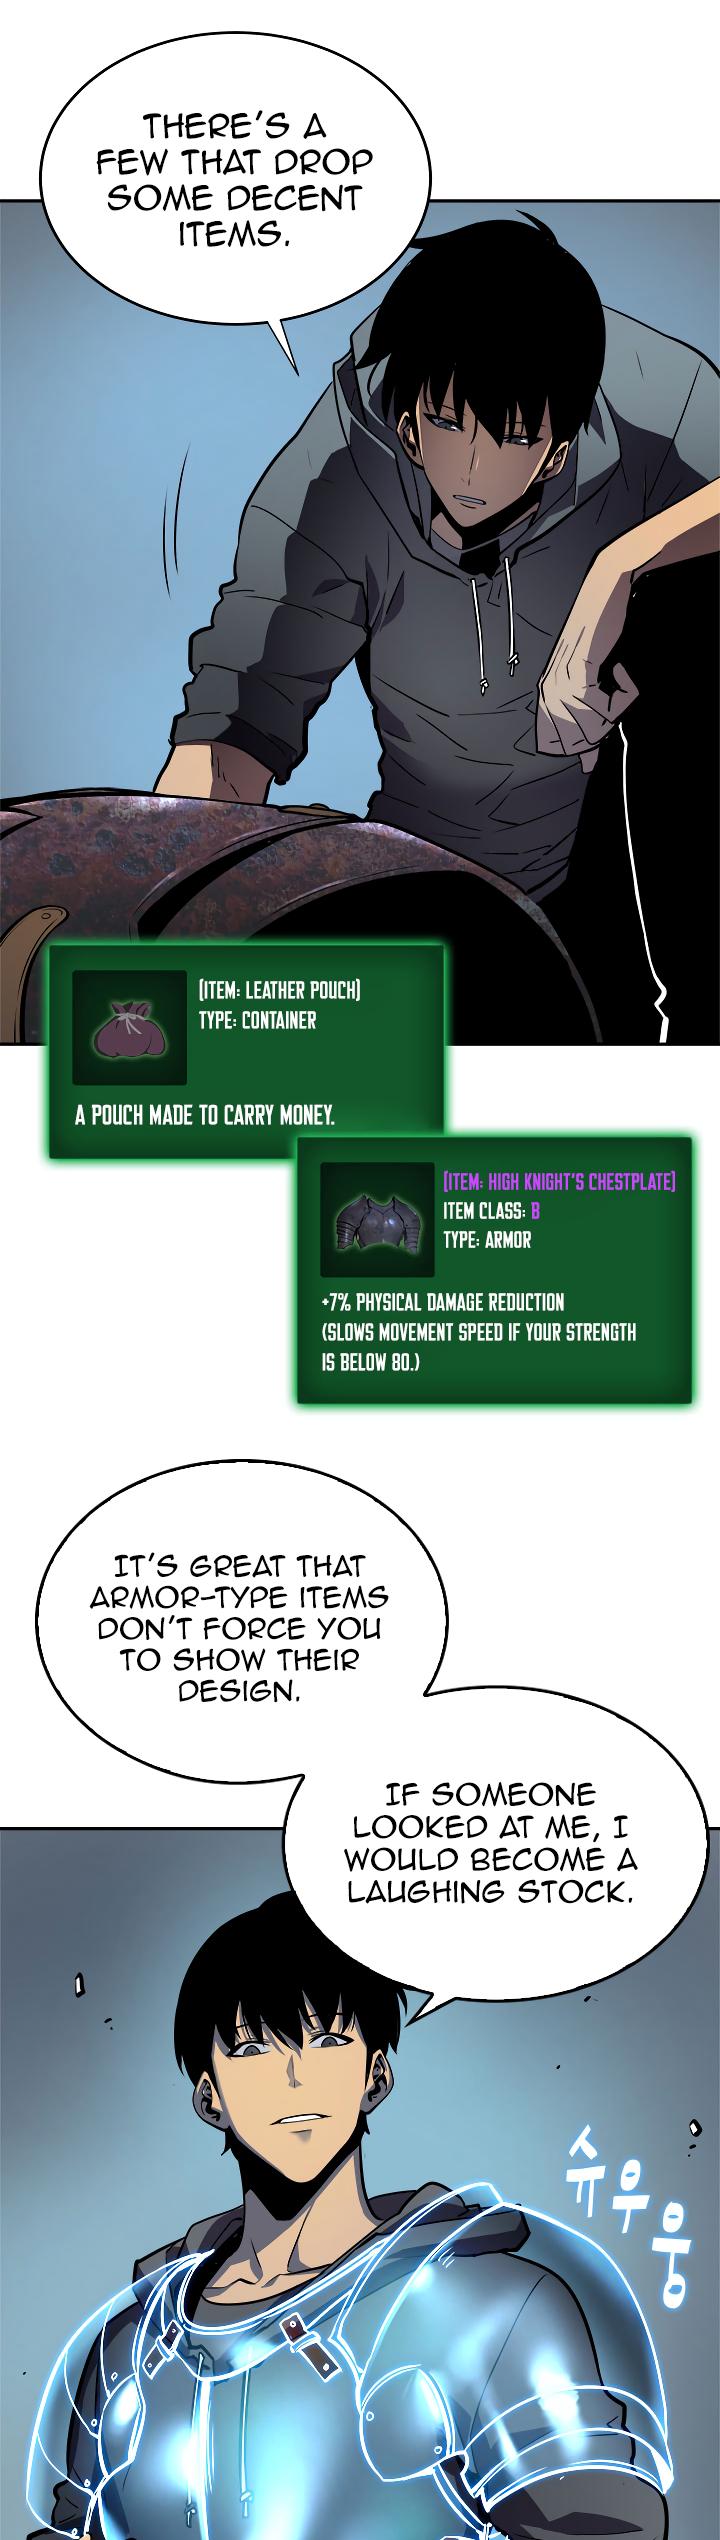 THERE'S A
FEW THAT DROP
SOME DECENT
ITEMS.
[ITEM: LEATHER POUCH]
TYPE: CONTAINER
A POUCH MADE TO CARRY MONEY.
[ITEM: HIGH KNIGHT'S CHESTPLATE]
ITEM CLASS: B
TYPE: ARMOR
+7% PHYSICAL DAMAGE REDUCTION
(SLOWS MOVEMENT SPEED IF YOUR STRENGTH
IS BELOW 80.)
IT'S GREAT THAT
ARMOR-TYPE ITEMS
DON'T FORCE YOU
TO SHOW THEIR
DESIGN.
IF SOMEONE
LOOKED AT ME, I
WOULD BECOME A
LAUGHING STOCK.
슈우웅